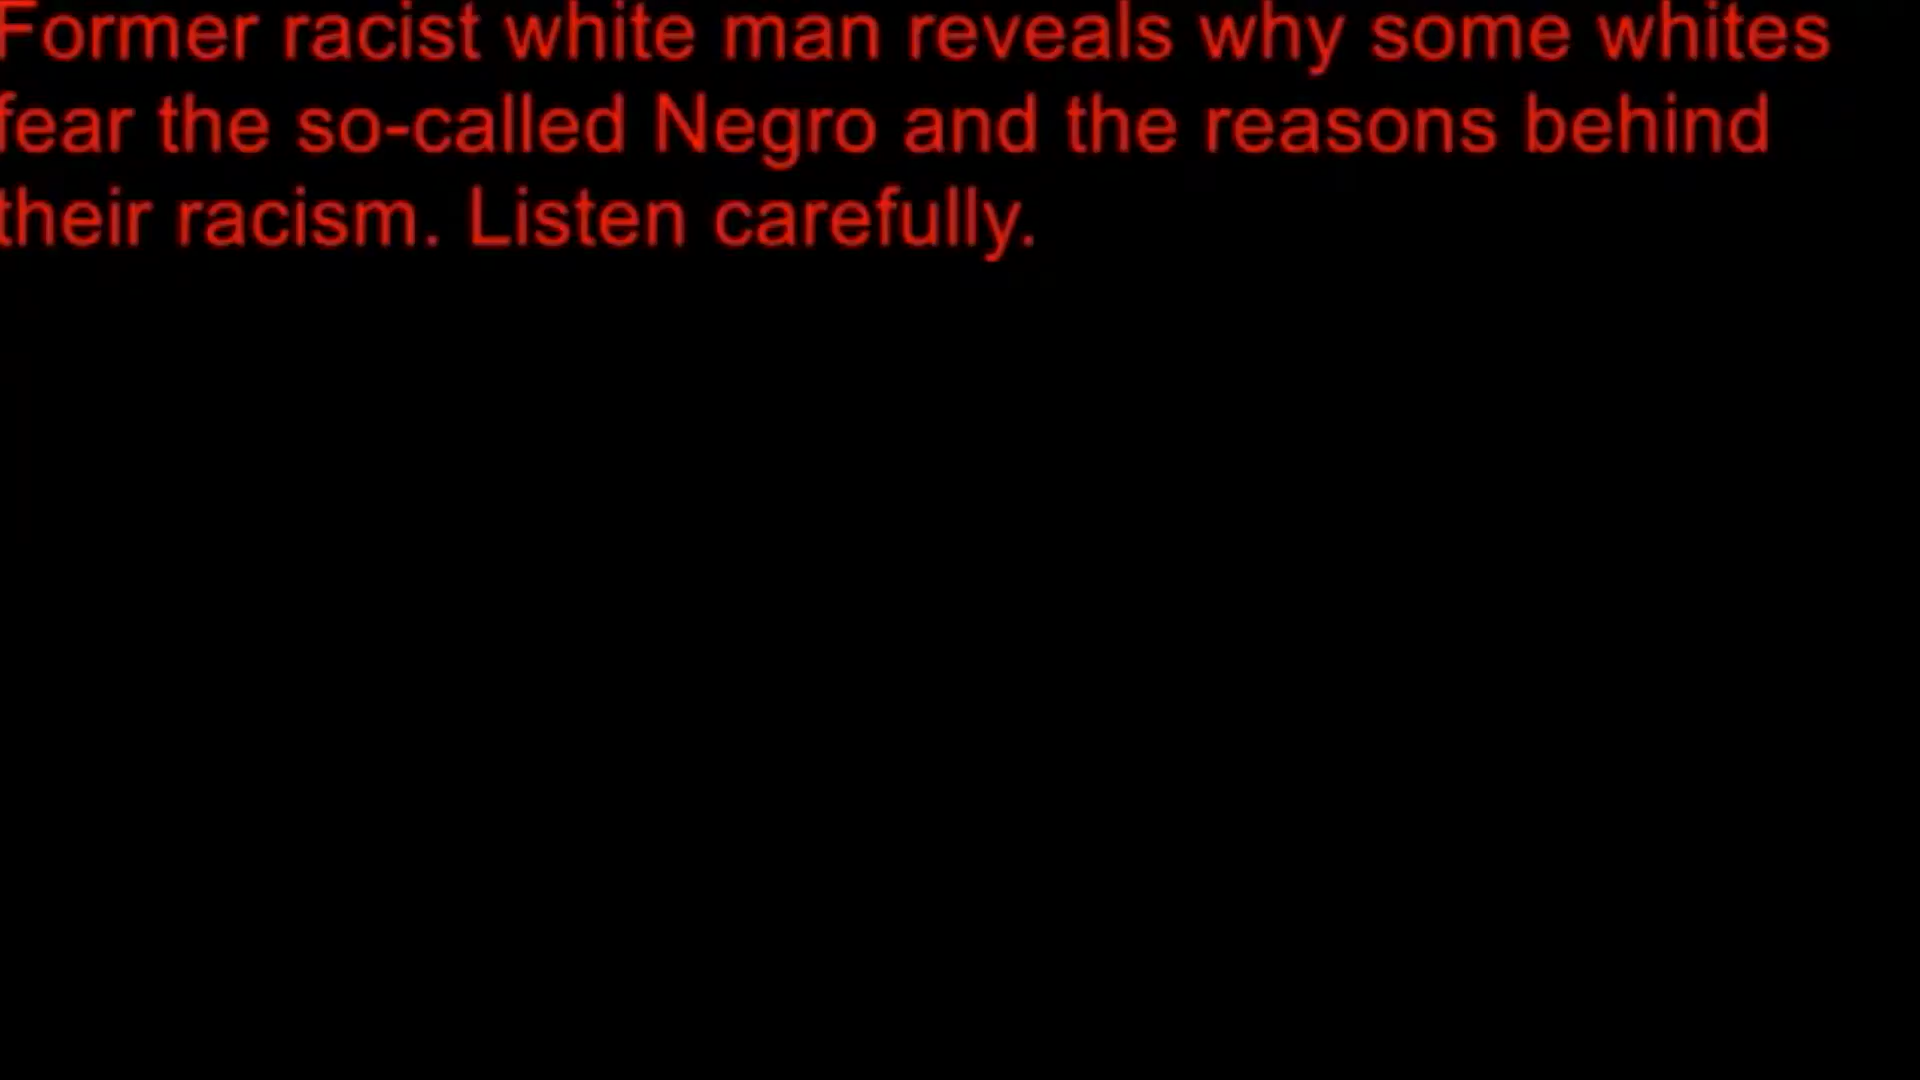 Former racist white man reveals why some whites
fear the so-called Negro and the reasons behind
their racism. Listen carefully.